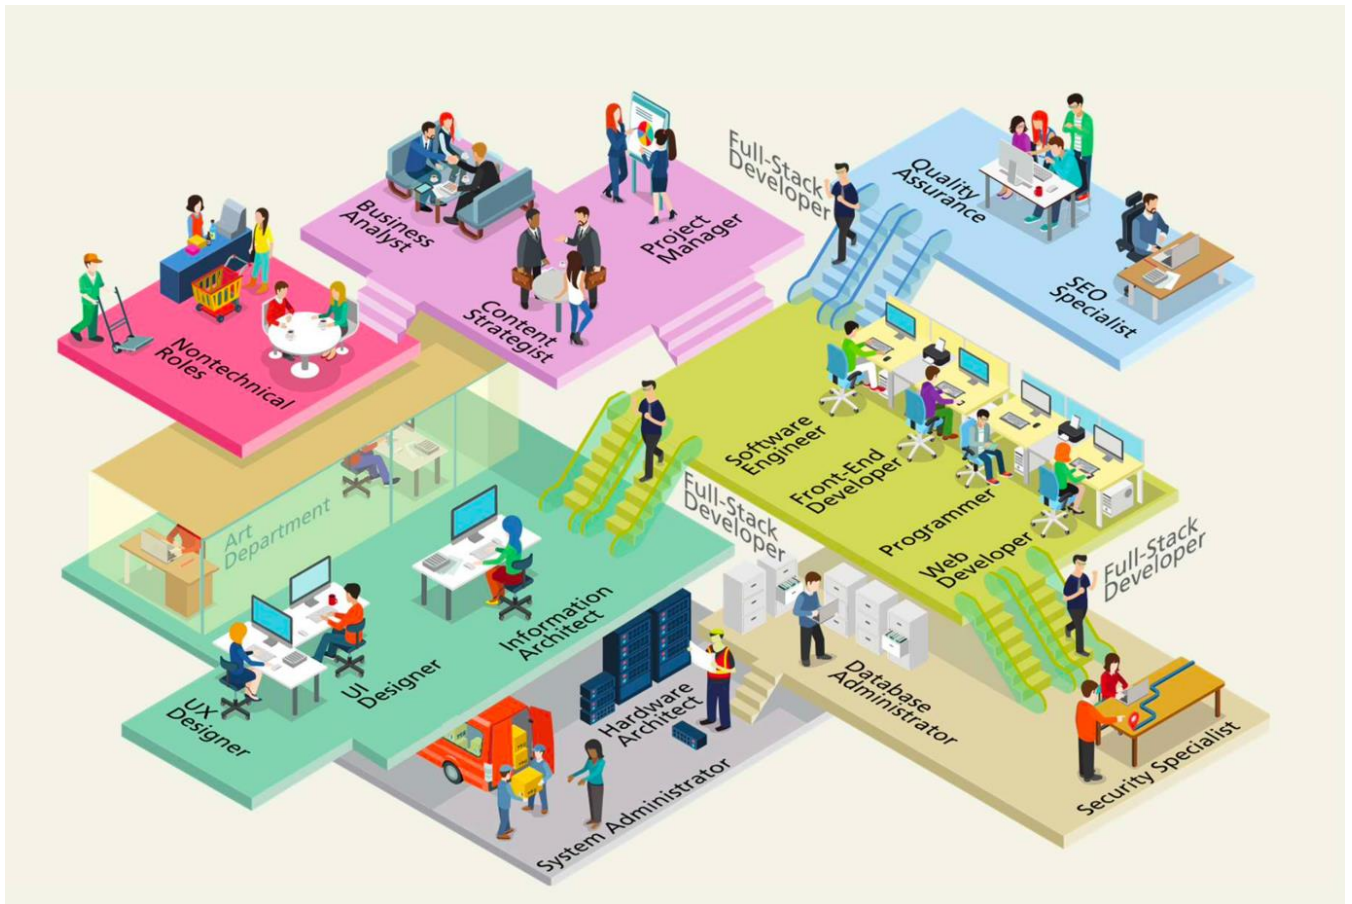 Full-Stack
Developer
Quality
Assurance
Business
Analyst
Project
Manager
SEO
Specialist
Content
Strategist
Nontechnical
Roles
Software
Engineer
Front-End
Developer
Programmer
Web
Developer
Full-Stack
Developer
Full-Stack
Developer
Art
Department
Information
Architect
UI
Designer
UX
Designer
Hardware
Architect
Database
Administrator
Security Specialist
System Administrator